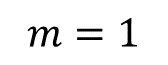 m = 1